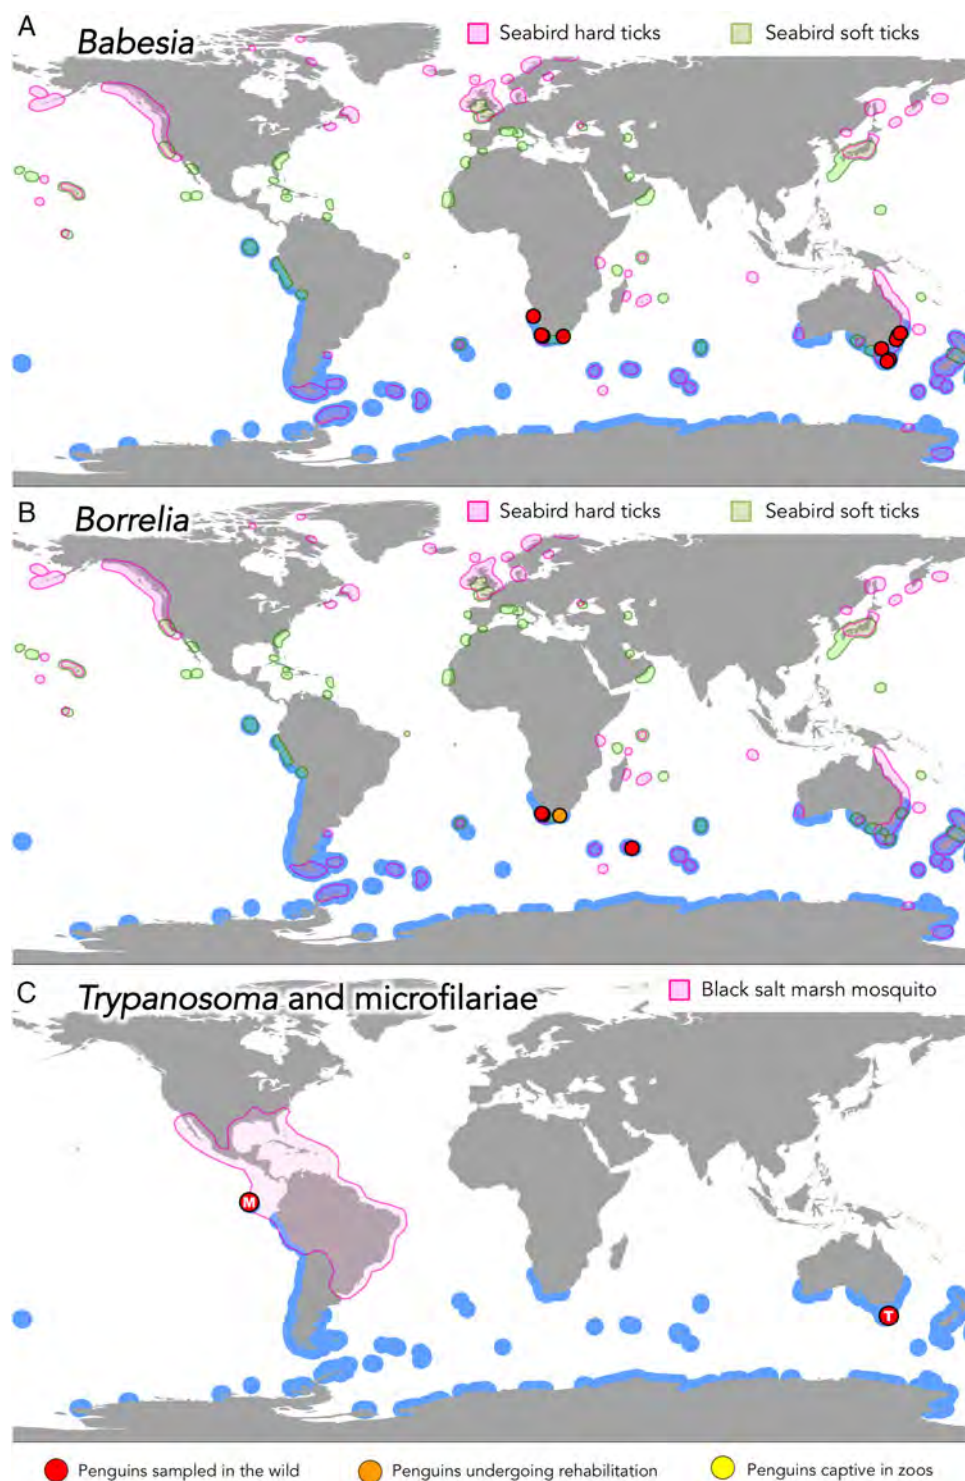 A
Babesia
Seabird hard ticks
Seabird soft ticks
B
Borrelia
Seabird hard ticks
Seabird soft ticks
C
Trypanosoma and microfilariae
Black salt marsh mosquito
M
T
Penguins sampled in the wild
Penguins undergoing rehabilitation
Penguins captive in zoos